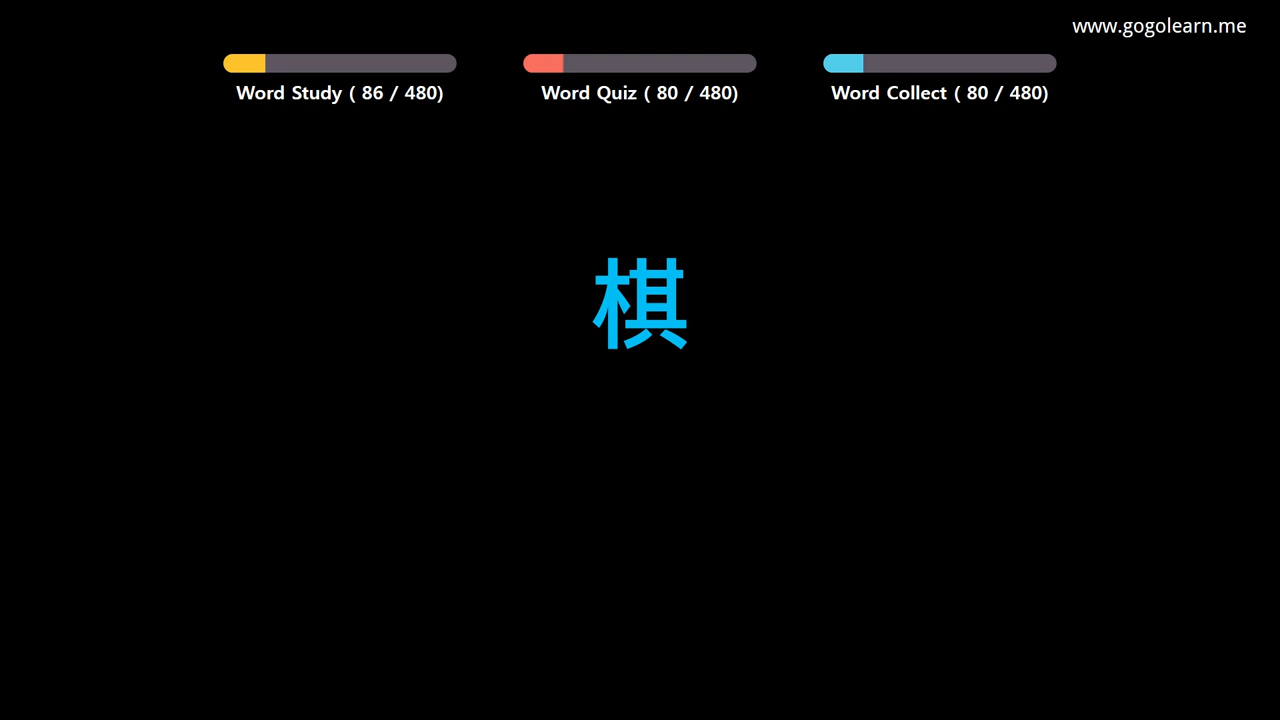 www.gogolearn.me
Word Study ( 86 / 480)
Word Quiz ( 80 / 480)
Word Collect ( 80 / 480)
棋